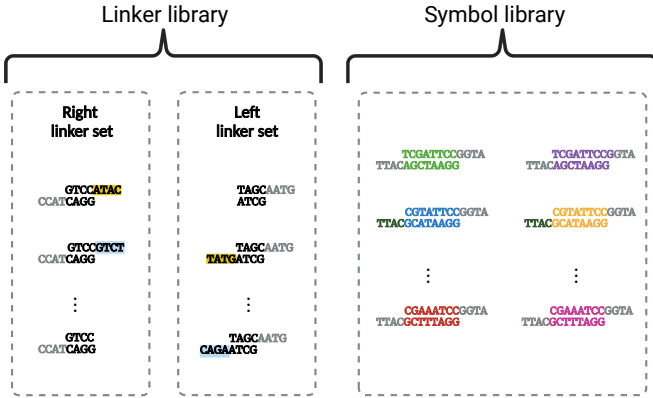 Linker library
Symbol library
Right
linker set
GTCCATAC
CCATCAGG
GTCCGTCT
CCATCAGG
⋮
GTCC
CCATCAGG
Left
linker set
TAGCAATG
ATCG
TAGCAATG
TATGATCG
⋮
TAGCAATG
CAGAATCG
TCGATTCCGGTA
TTACAGCTAAGG
TCGATTCCGGTA
TTACAGCTAAGG
CGTATTCCGGTA
TTACGCATAAGG
CGTATTCCGGTA
TTACGCATAAGG
⋮
⋮
CGAAATCCGGTA
TTACGCTTTAGG
CGAAATCCGGTA
TTACGCTTTAGG